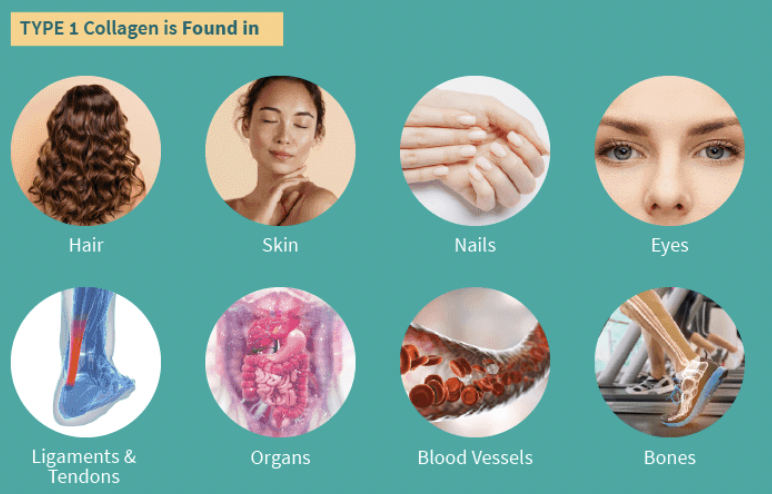 TYPE 1 Collagen is Found in
Hair
Skin
Nails
Eyes
Ligaments &
Tendons
Organs
Blood Vessels
Bones